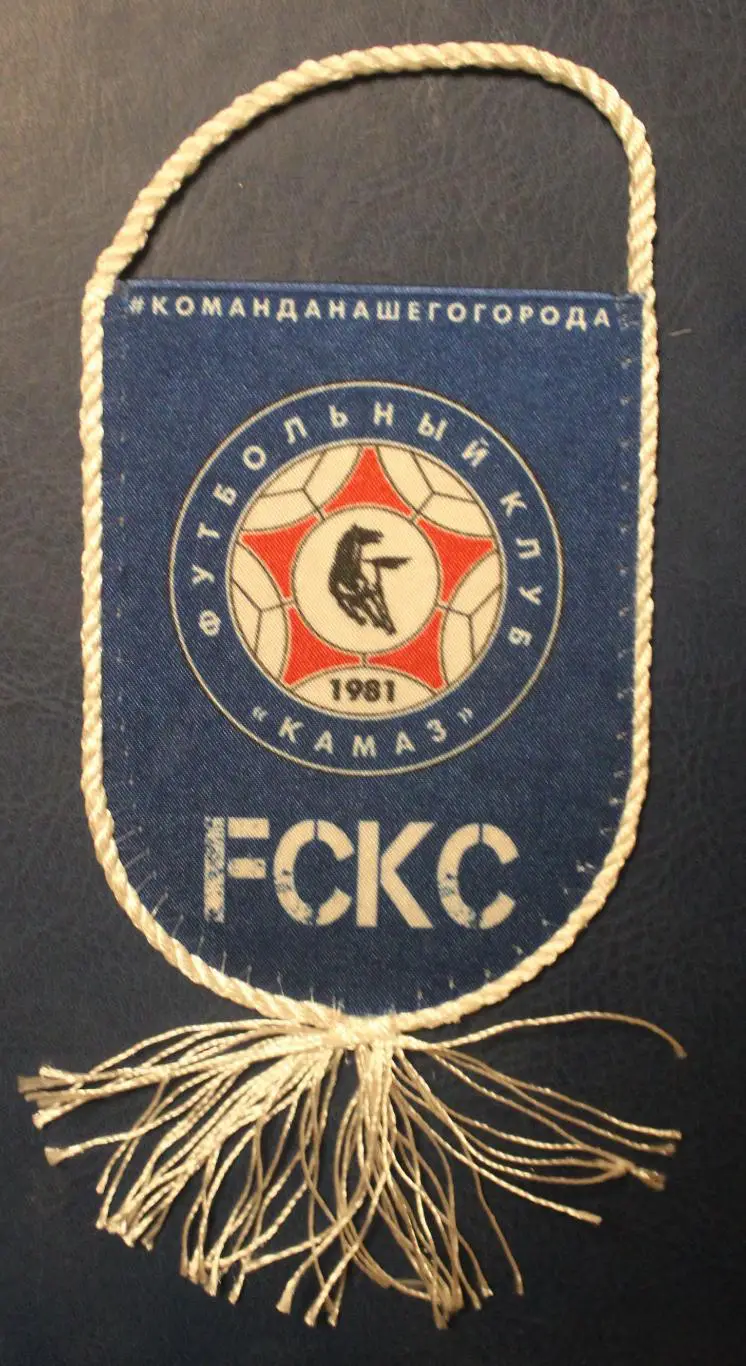 #КОМАНДАНАШЕГОГОРОДА
ФУТБОЛЬНЫЙ КЛУБ
1981
«КАМАЗ»
FCKC